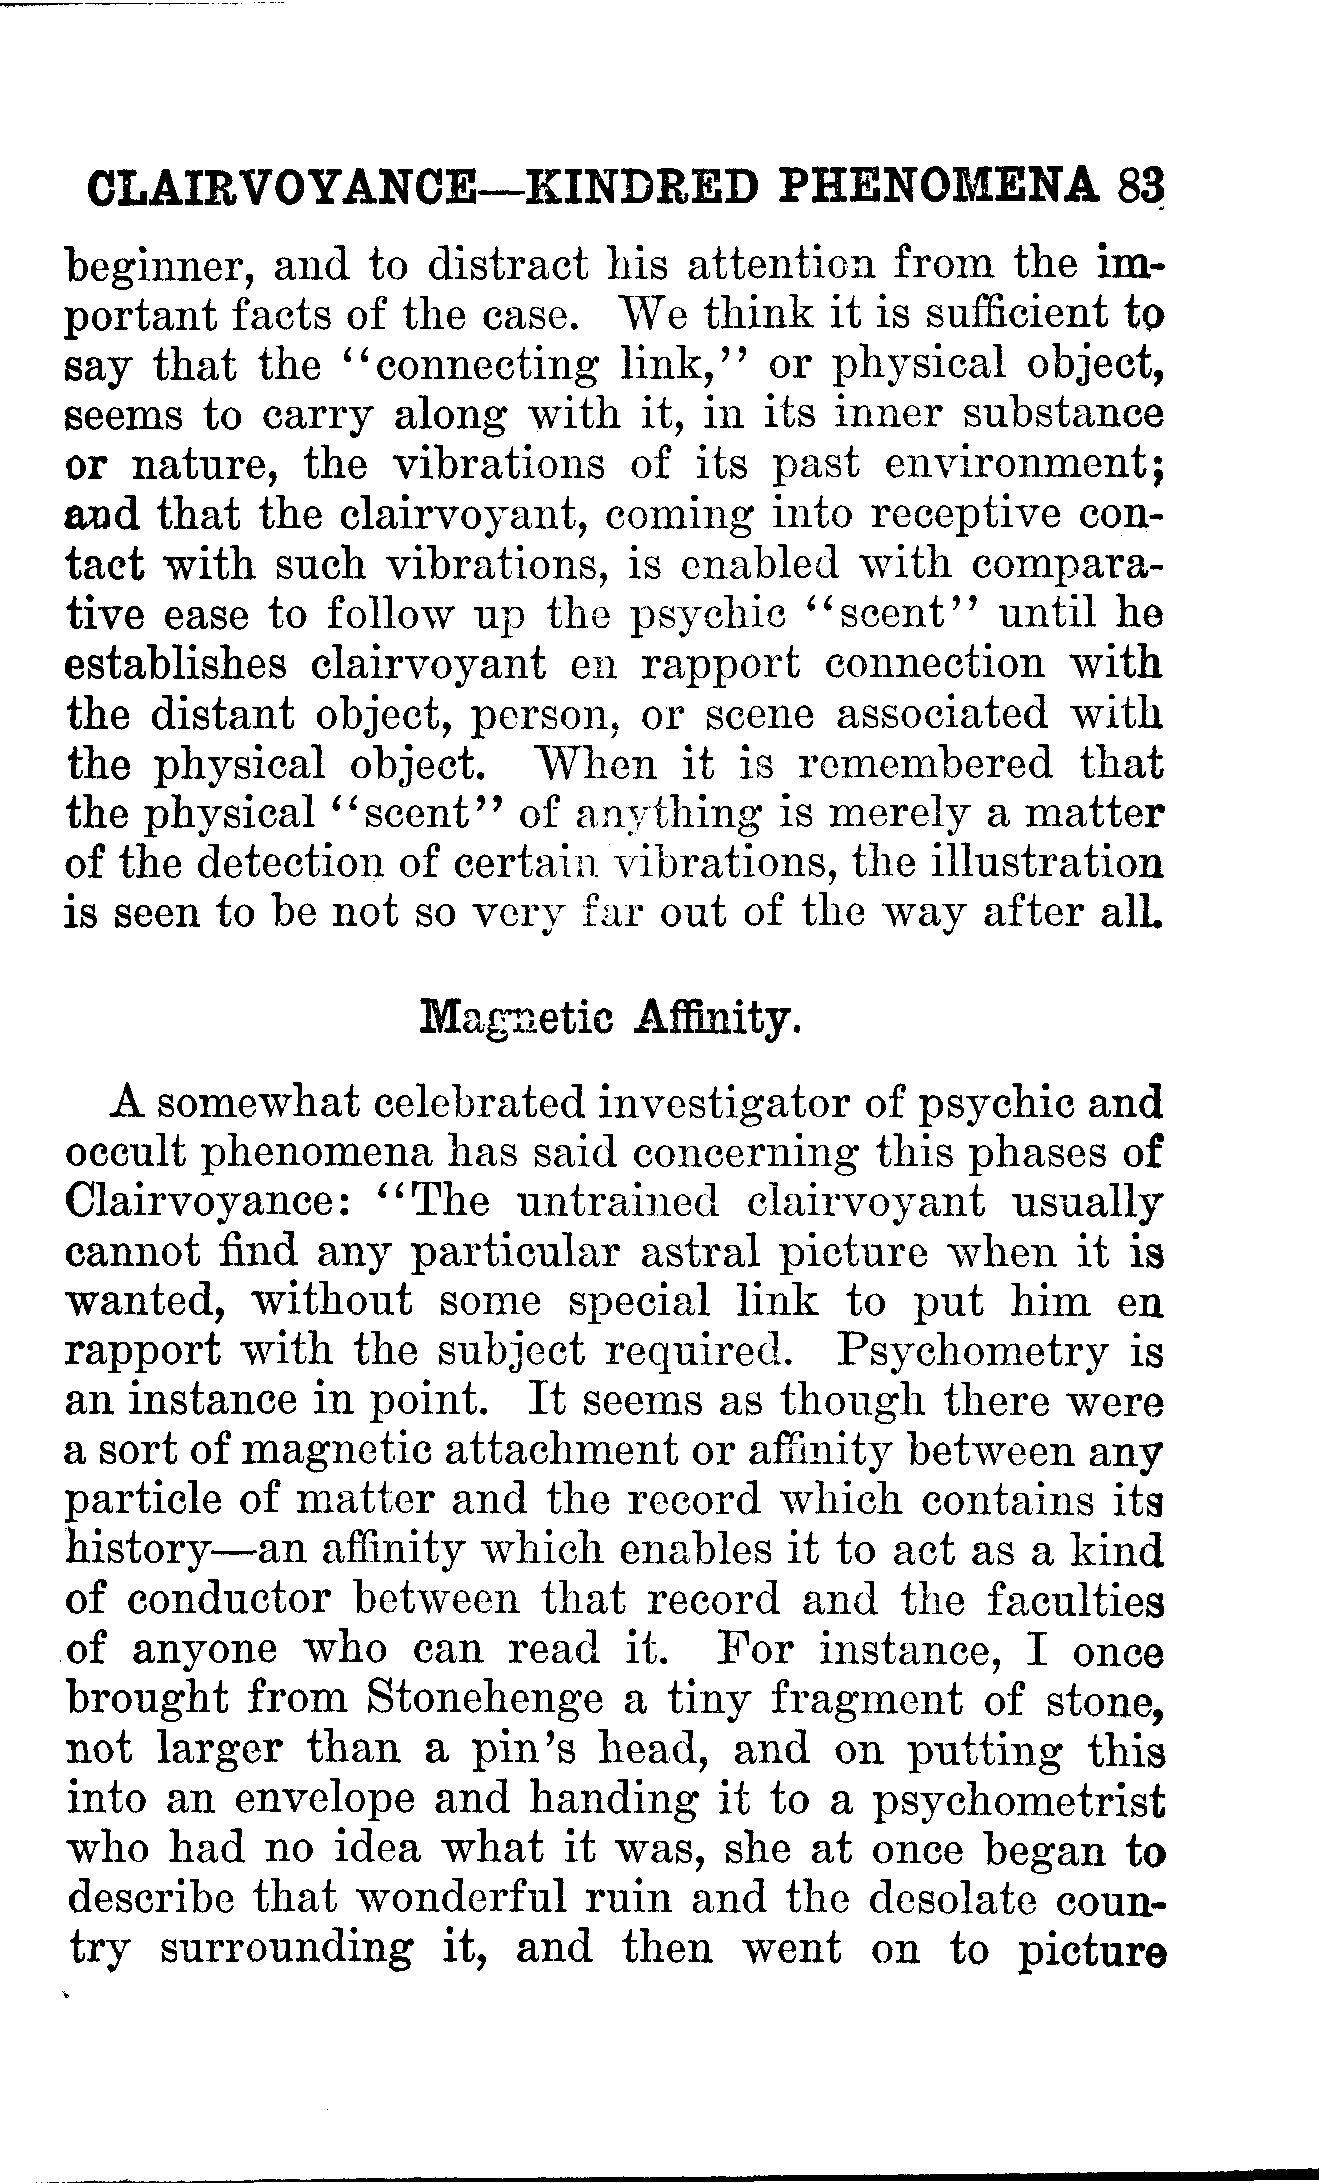 CLAIRVOYANCE—KINDRED PHENOMENA 83
beginner, and to distract his attention from the im-
portant facts of the case. We think it is sufficient to
say that the “connecting link,” or physical object,
seems to carry along with it, in its inner substance
or nature, the vibrations of its past environment;
and that the clairvoyant, coming into receptive con-
tact with such vibrations, is enabled with compara-
tive ease to follow up the psychic “scent” until he
establishes clairvoyant en rapport connection with
the distant object, person, or scene associated with
the physical object. When it is remembered that
the physical “scent” of anything is merely a matter
of the detection of certain vibrations, the illustration
is seen to be not so very far out of the way after all.
Magnetic Affinity.
A somewhat celebrated investigator of psychic and
occult phenomena has said concerning this phases of
Clairvoyance: “The untrained clairvoyant usually
cannot find any particular astral picture when it is
wanted, without some special link to put him en
rapport with the subject required. Psychometry is
an instance in point. It seems as though there were
a sort of magnetic attachment or affinity between any
particle of matter and the record which contains its
history—an affinity which enables it to act as a kind
of conductor between that record and the faculties
of anyone who can read it. For instance, I once
brought from Stonehenge a tiny fragment of stone,
not larger than a pin’s head, and on putting this
into an envelope and handing it to a psychometrist
who had no idea what it was, she at once began to
describe that wonderful ruin and the desolate coun-
try surrounding it, and then went on to picture